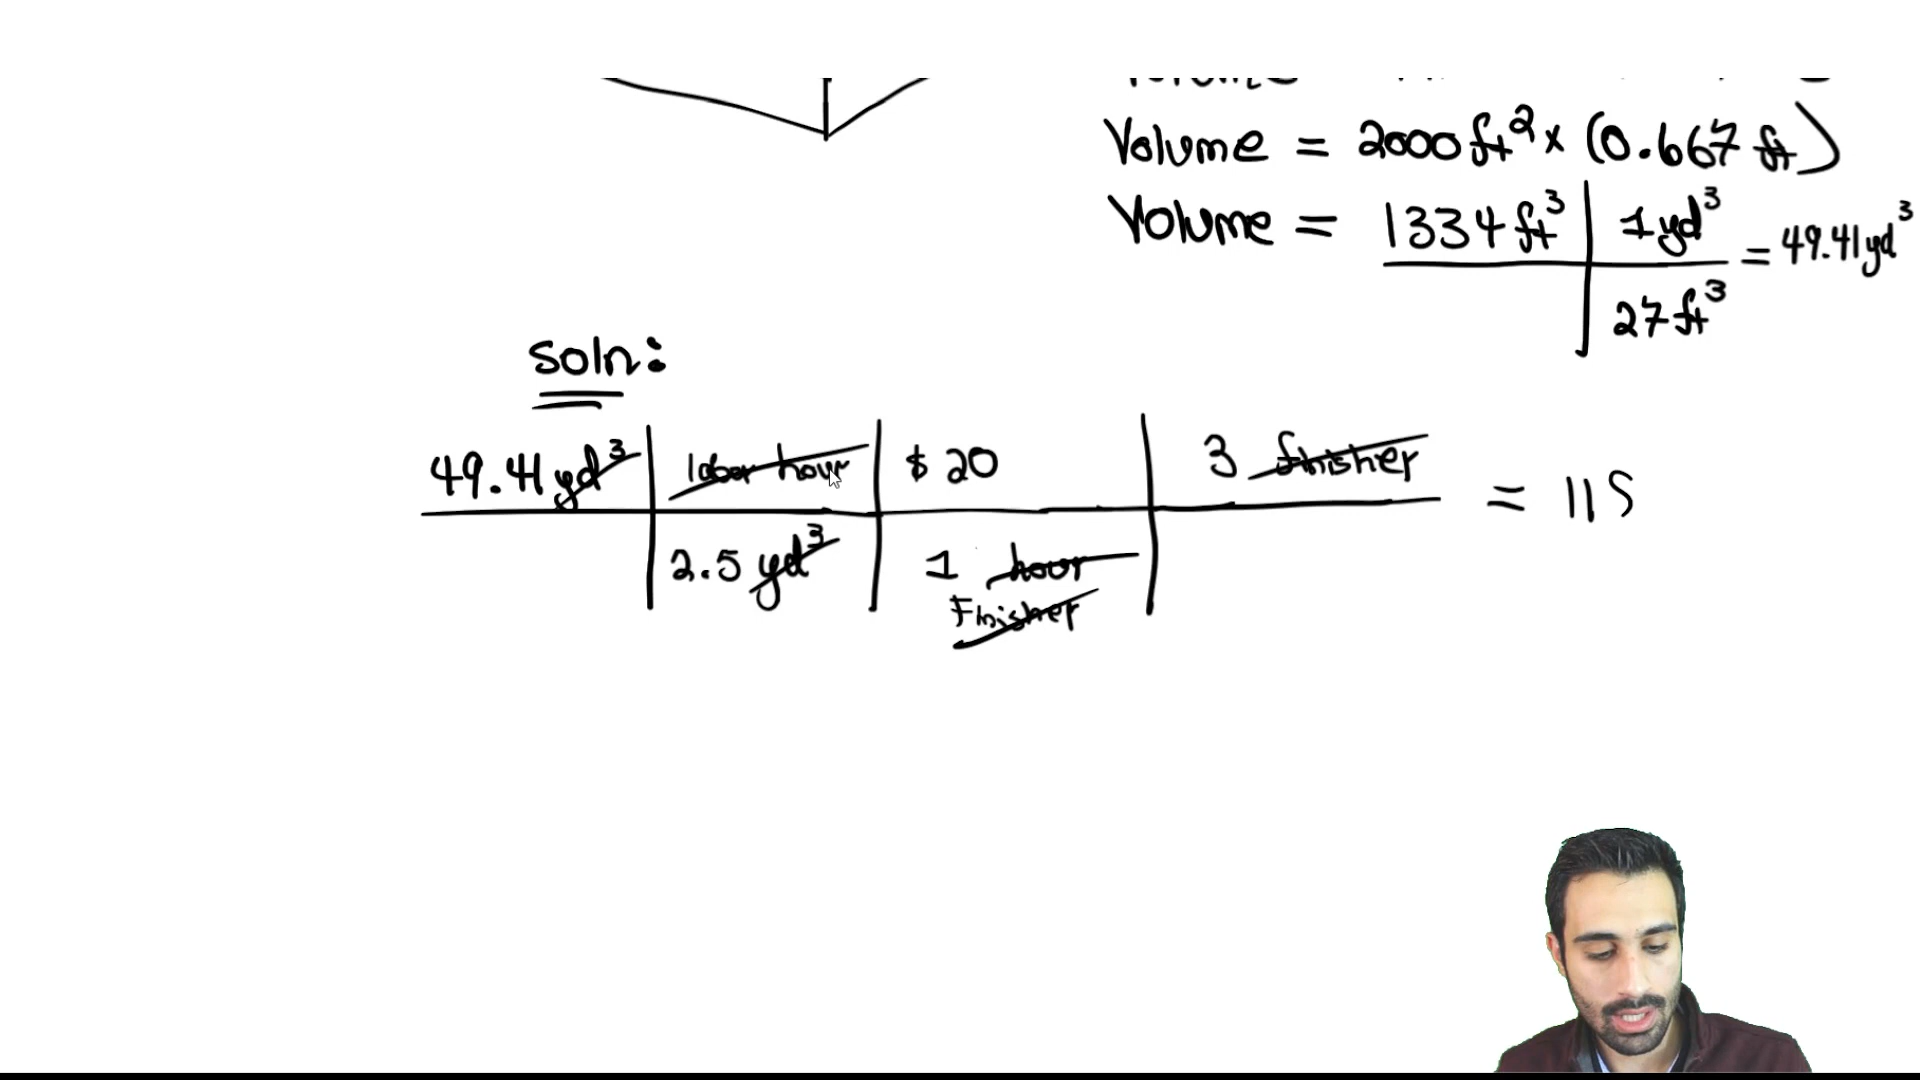 Volume = 2000 ft² × (0.667 ft)
Volume = 1334 ft³ | 1 yd³ = 49.41 yd³
27 ft³
Soln:
49.41 yd³ | labor hour | $ 20 | 3 finisher = 115
2.5 yd³ | 1 hour
Finisher